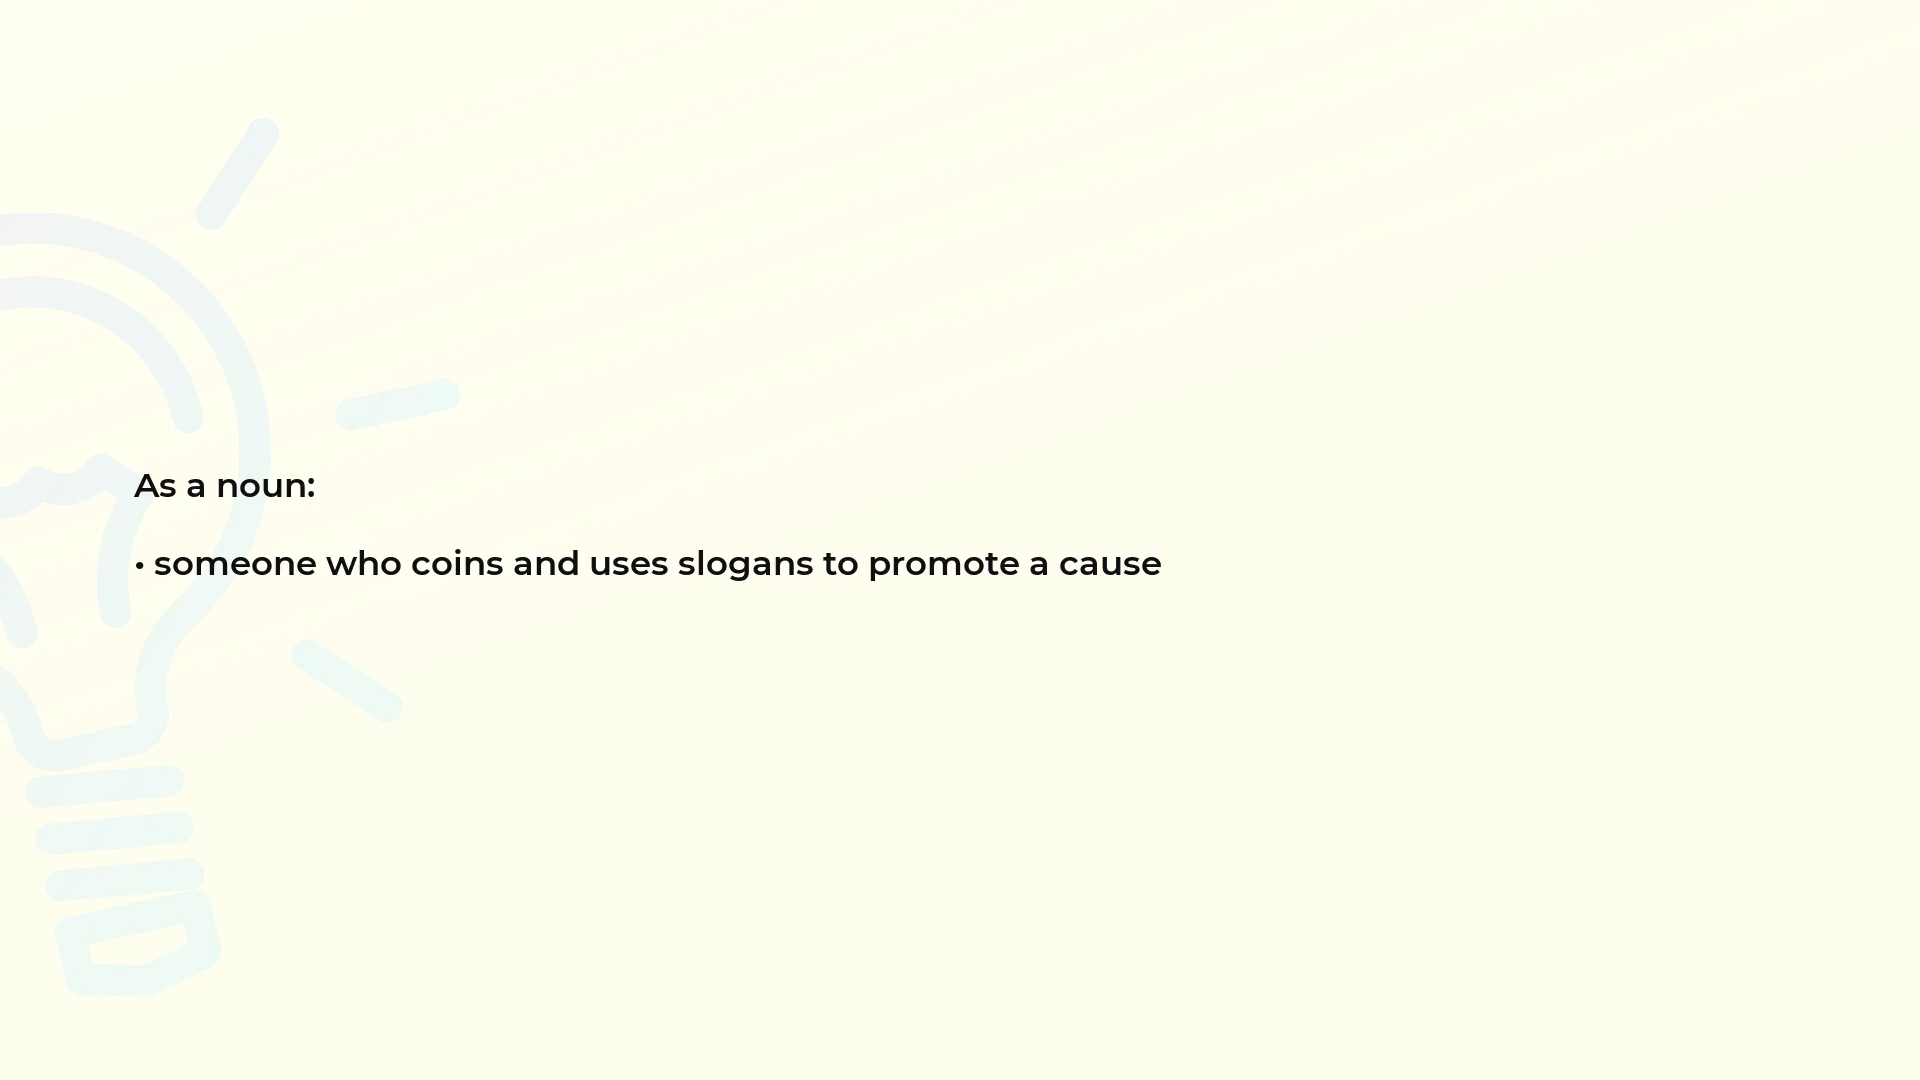 As a noun:
• someone who coins and uses slogans to promote a cause